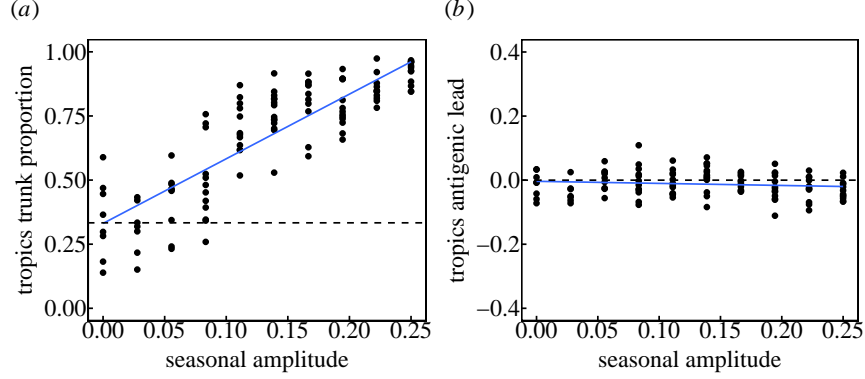 (a)
1.00
0.75
0.50
0.25
0.00
tropics trunk proportion
0.00 0.05 0.10 0.15 0.20 0.25
seasonal amplitude
(b)
0.4
0.2
0.0
−0.2
−0.4
tropics antigenic lead
0.00 0.05 0.10 0.15 0.20 0.25
seasonal amplitude